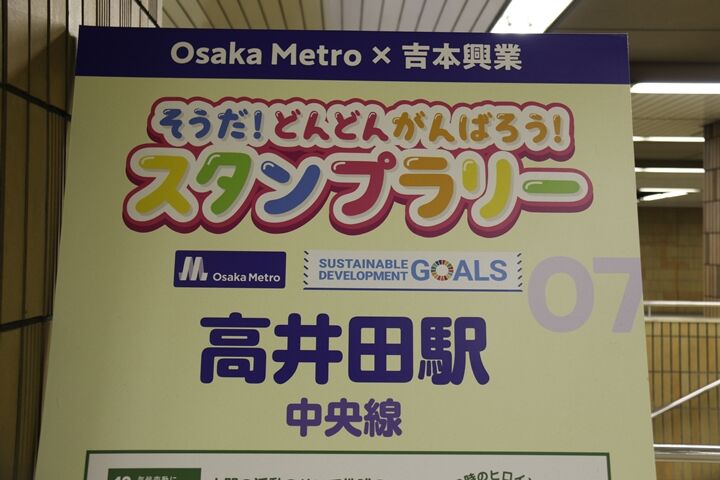 Osaka Metro × 吉本興業
そうだ!どんどんがんばろう!
スタンプラリー
Osaka Metro
SUSTAINABLE
DEVELOPMENT GOALS
07
高井田駅
中央線